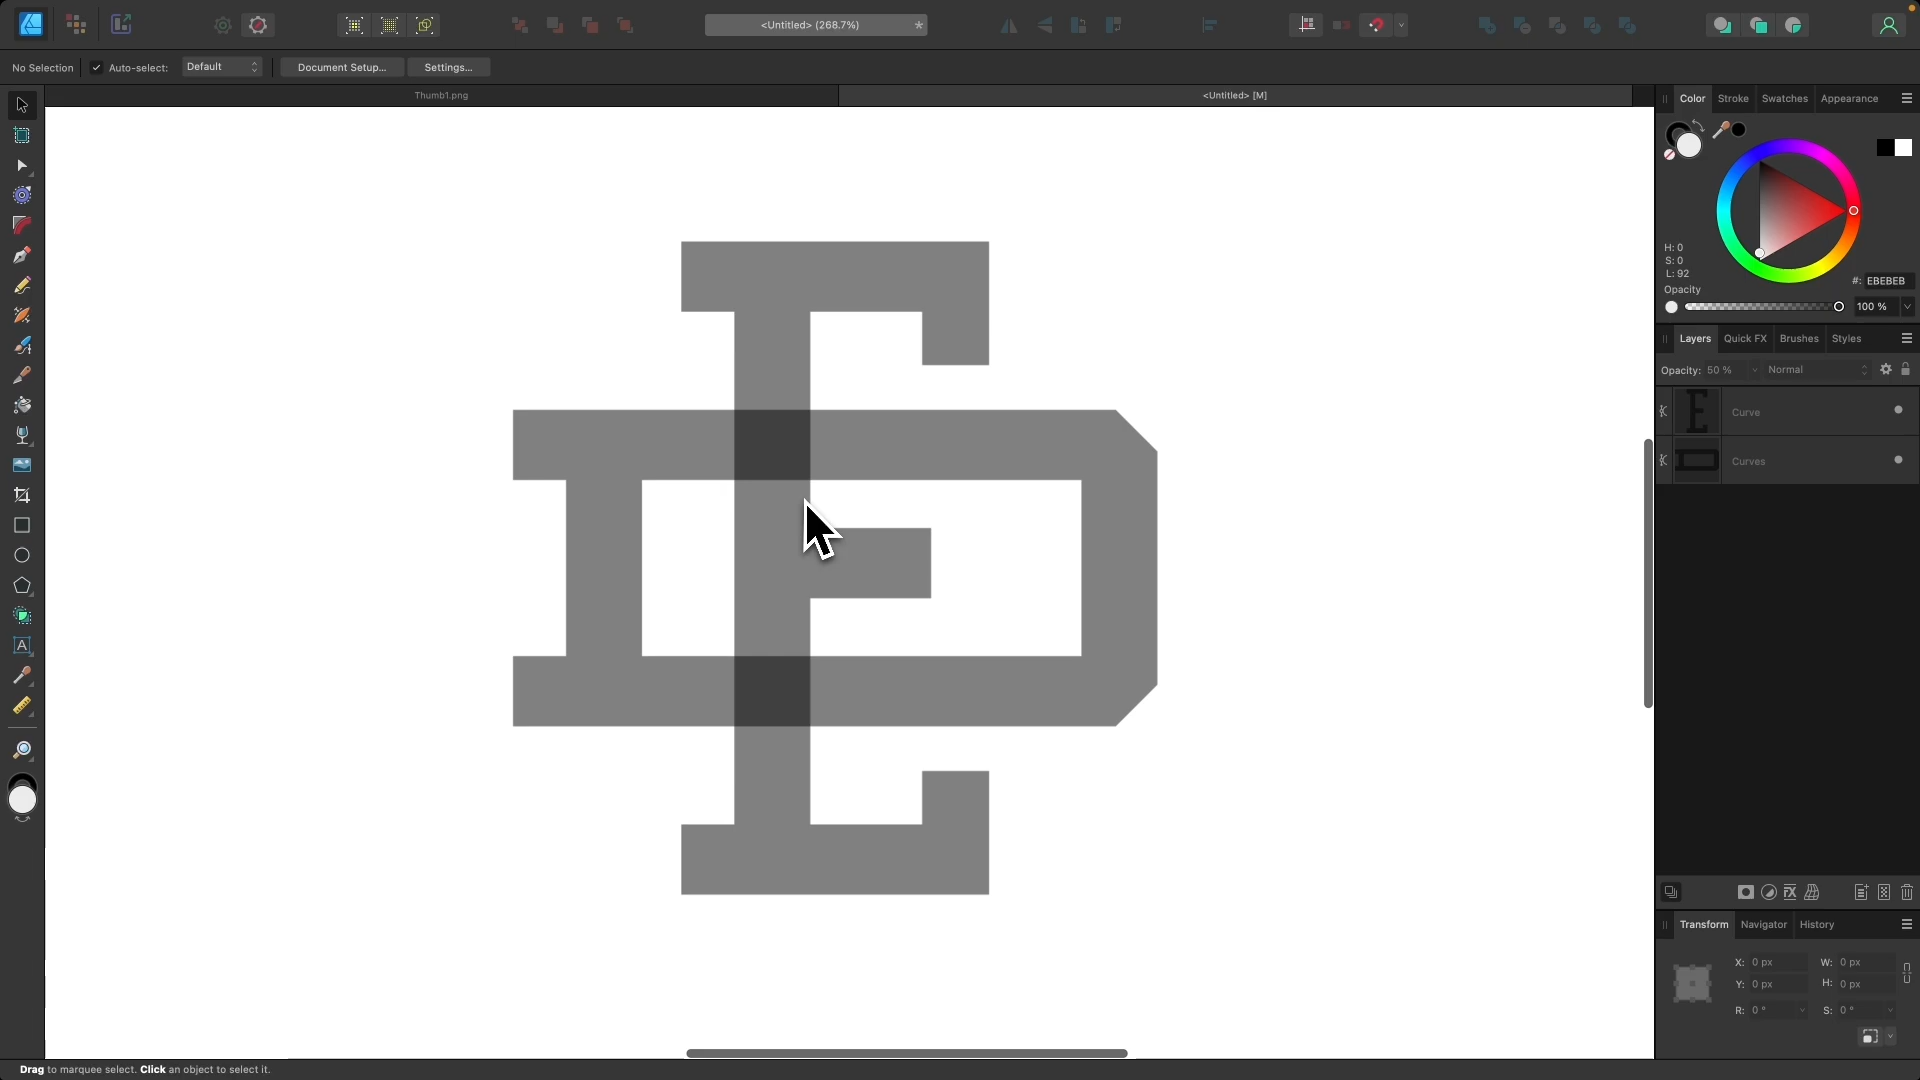 <Untitled> (268.7%)
*
No Selection
Auto-select:
Default
Document Setup...
Settings...
Thumb1.png
<Untitled> [M]
Color
Stroke
Swatches
Appearance
H: 0
S: 0
L: 92
#: EBEBEB
Opacity
100 %
Layers
Quick FX
Brushes
Styles
Opacity: 50 %
Normal
Curve
Curves
E
D
A
Transform
Navigator
History
X: 0 px
W: 0 px
Y: 0 px
H: 0 px
R: 0 °
S: 0 °
Drag to marquee select. Click an object to select it.